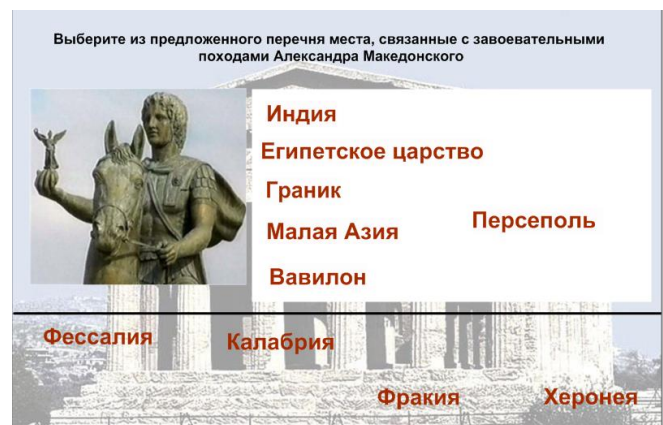 Выберите из предложенного перечня места, связанные с завоевательными
походами Александра Македонского
Индия
Египетское царство
Граник
Малая Азия
Персеполь
Вавилон
Фессалия
Калабрия
Фракия
Херонея